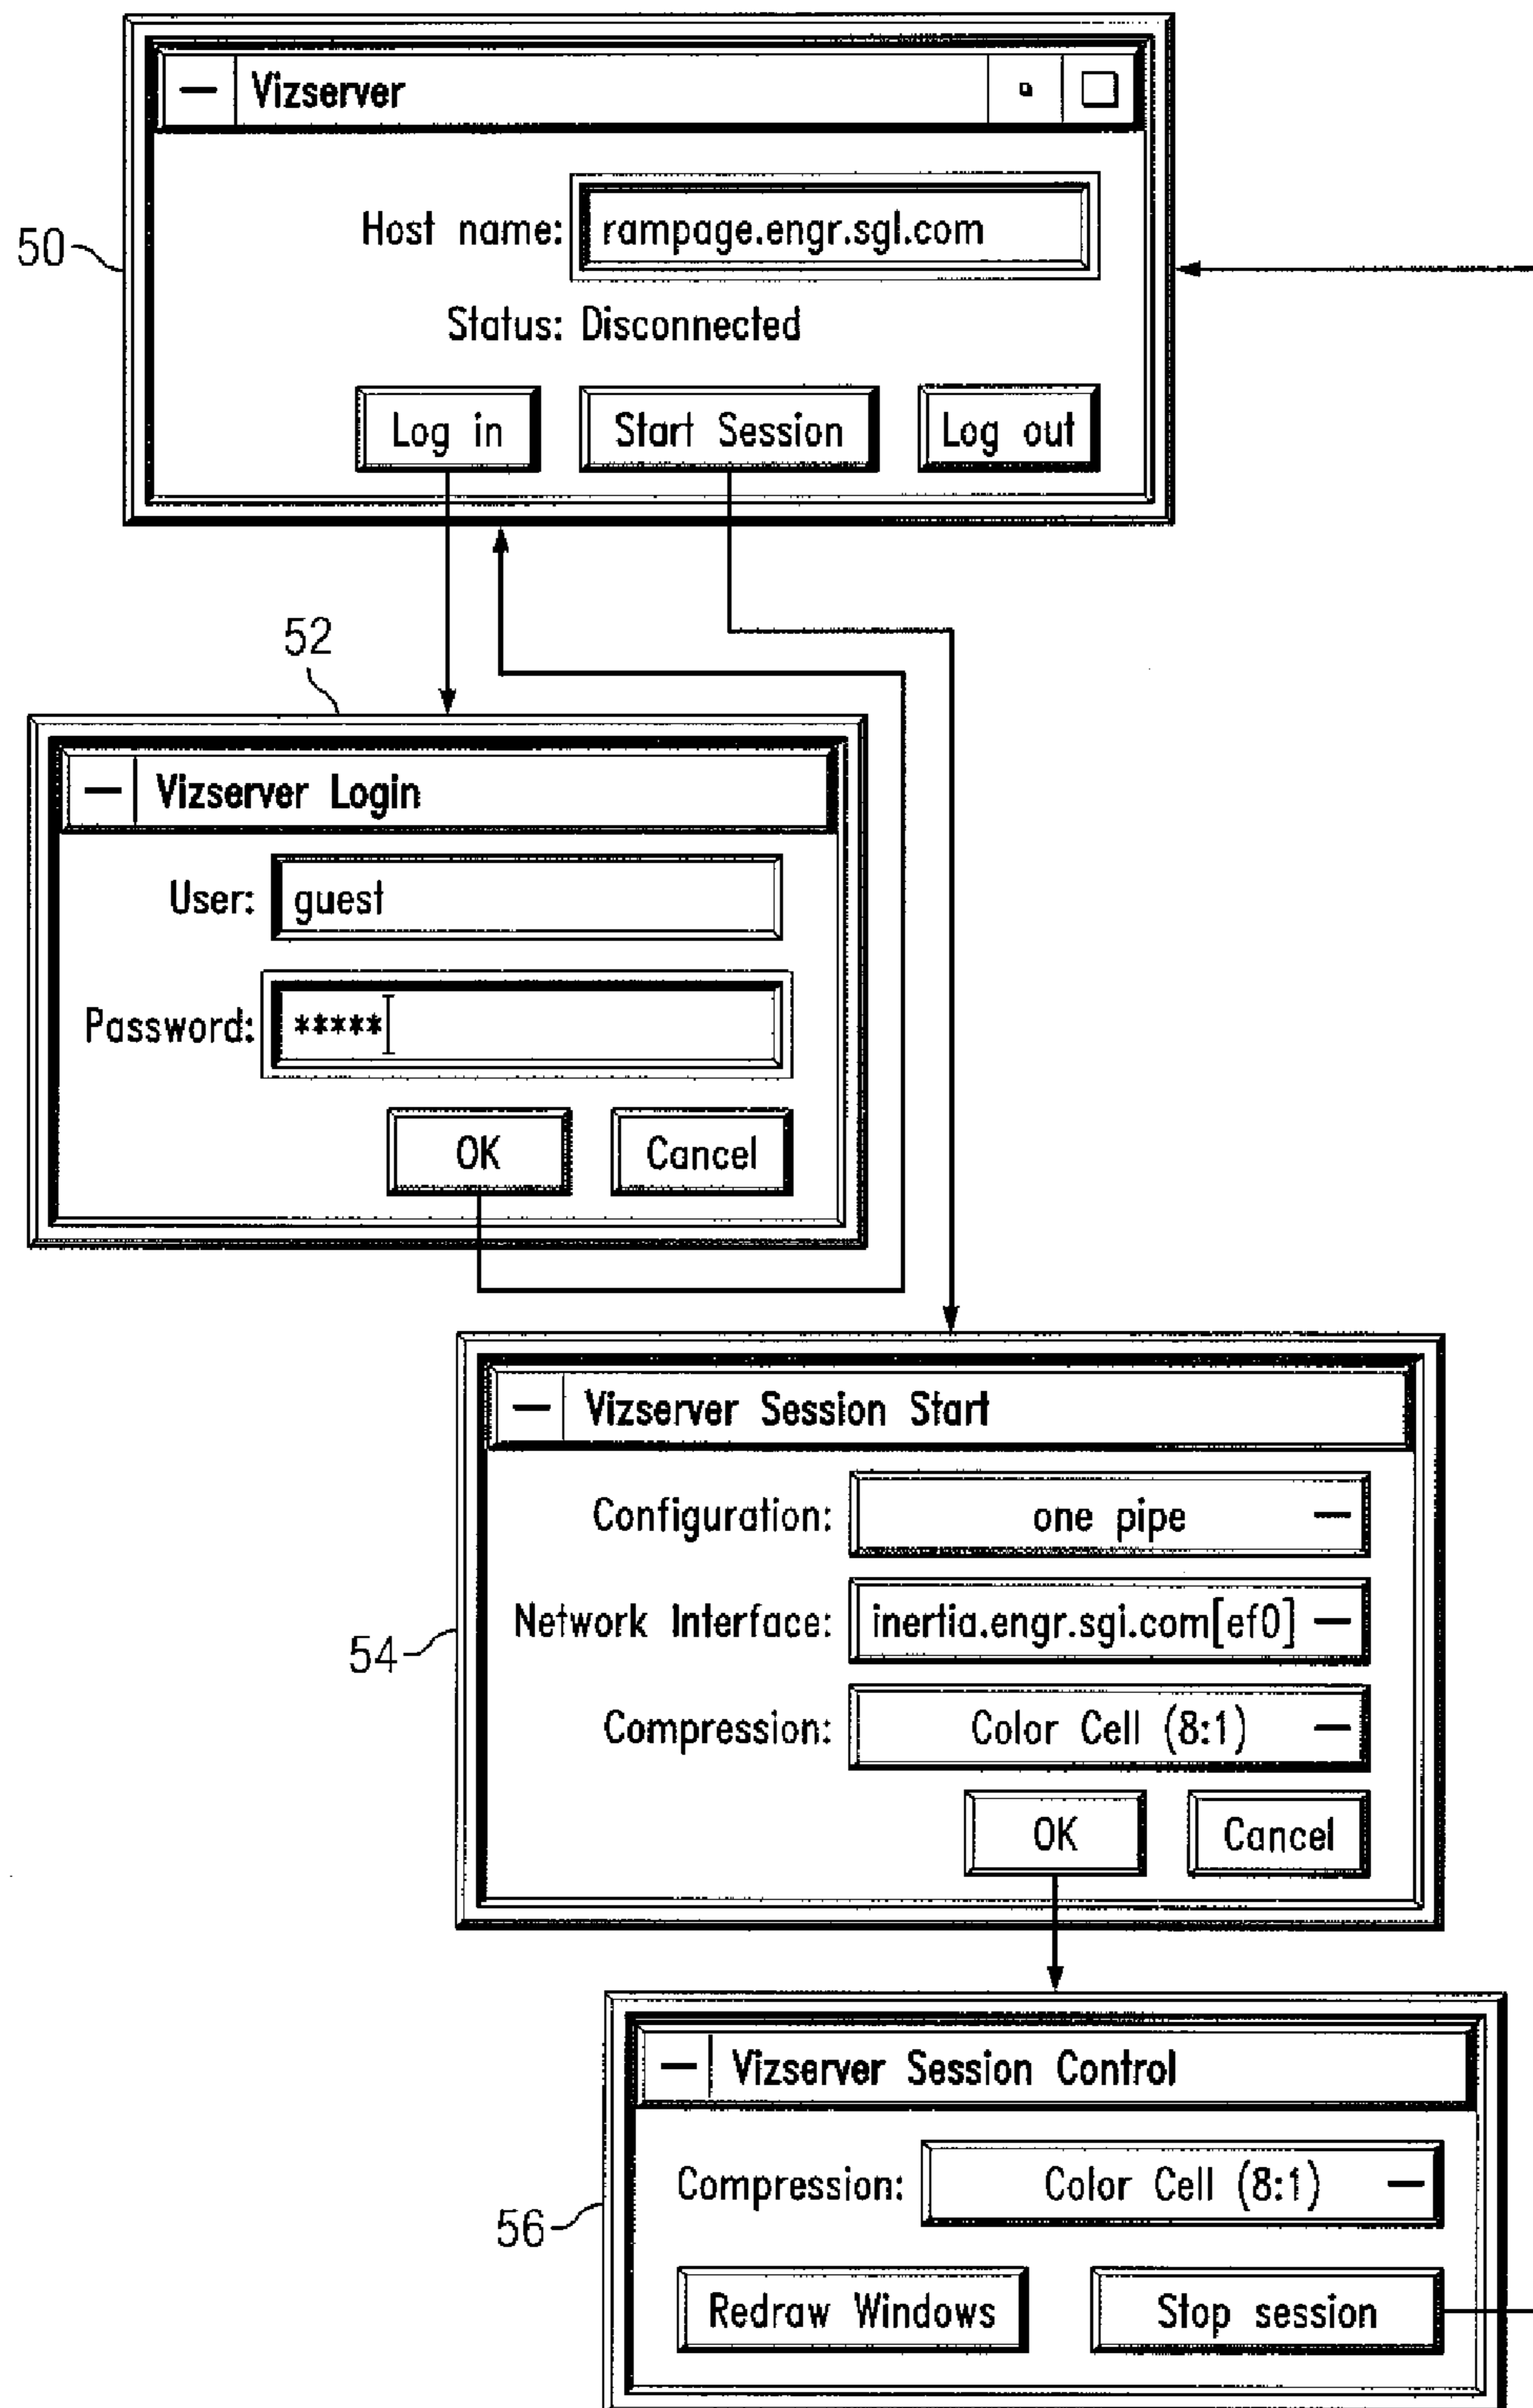 Vizserver
50
Host name: rampage.engr.sgl.com
Status: Disconnected
Log in Start Session Log out
52
Vizserver Login
User: guest
Password: *****
OK Cancel
Vizserver Session Start
Configuration: one pipe
54
Network Interface: inertia.engr.sgi.com[ef0]
Compression: Color Cell (8:1)
OK Cancel
Vizserver Session Control
56
Compression: Color Cell (8:1)
Redraw Windows Stop session